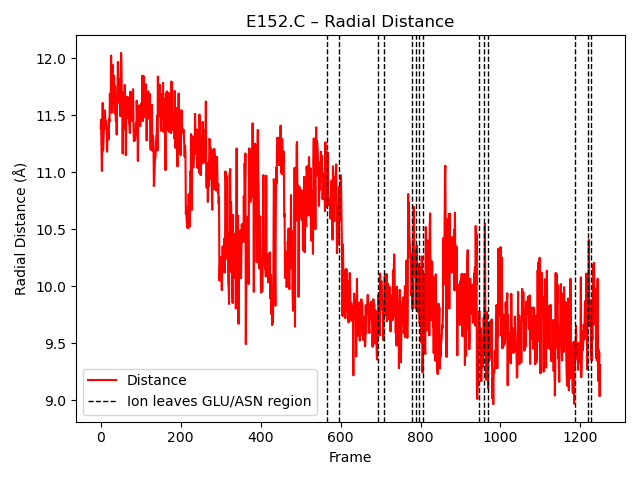 E152.C – Radial Distance
Radial Distance (Å)
12.0
11.5
11.0
10.5
10.0
9.5
9.0
Distance
Ion leaves GLU/ASN region
0 200 400 600 800 1000 1200
Frame